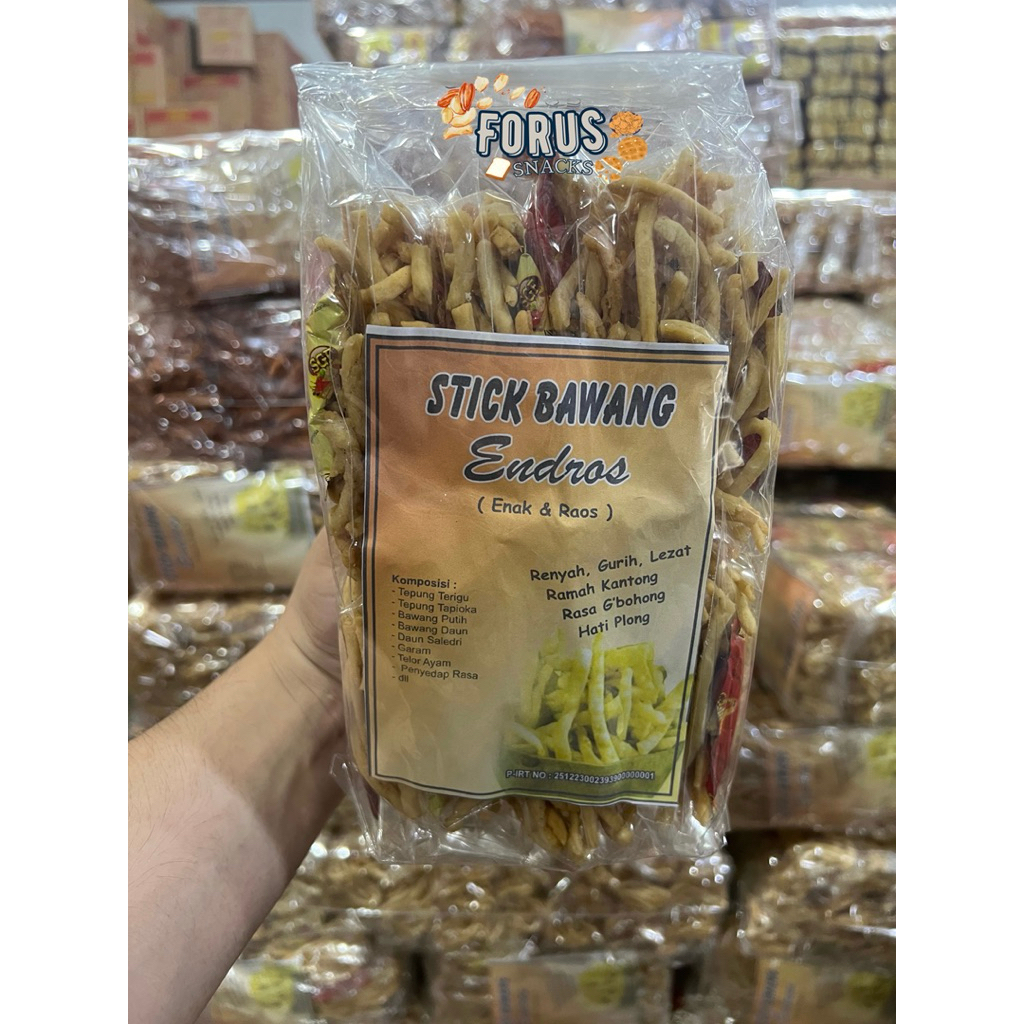 FORUS
SNACKS
STICK BAWANG
Endros
( Enak & Raos )
Renyah, Gurih, Lezat
Ramah Kantong
Rasa G'bohong
Hati Plong
Komposisi :
- Tepung Terigu
- Tepung Tapioka
- Bawang Putih
- Bawang Daun
- Daun Saledri
- Garam
- Telor Ayam
- Penyedap Rasa
- dll